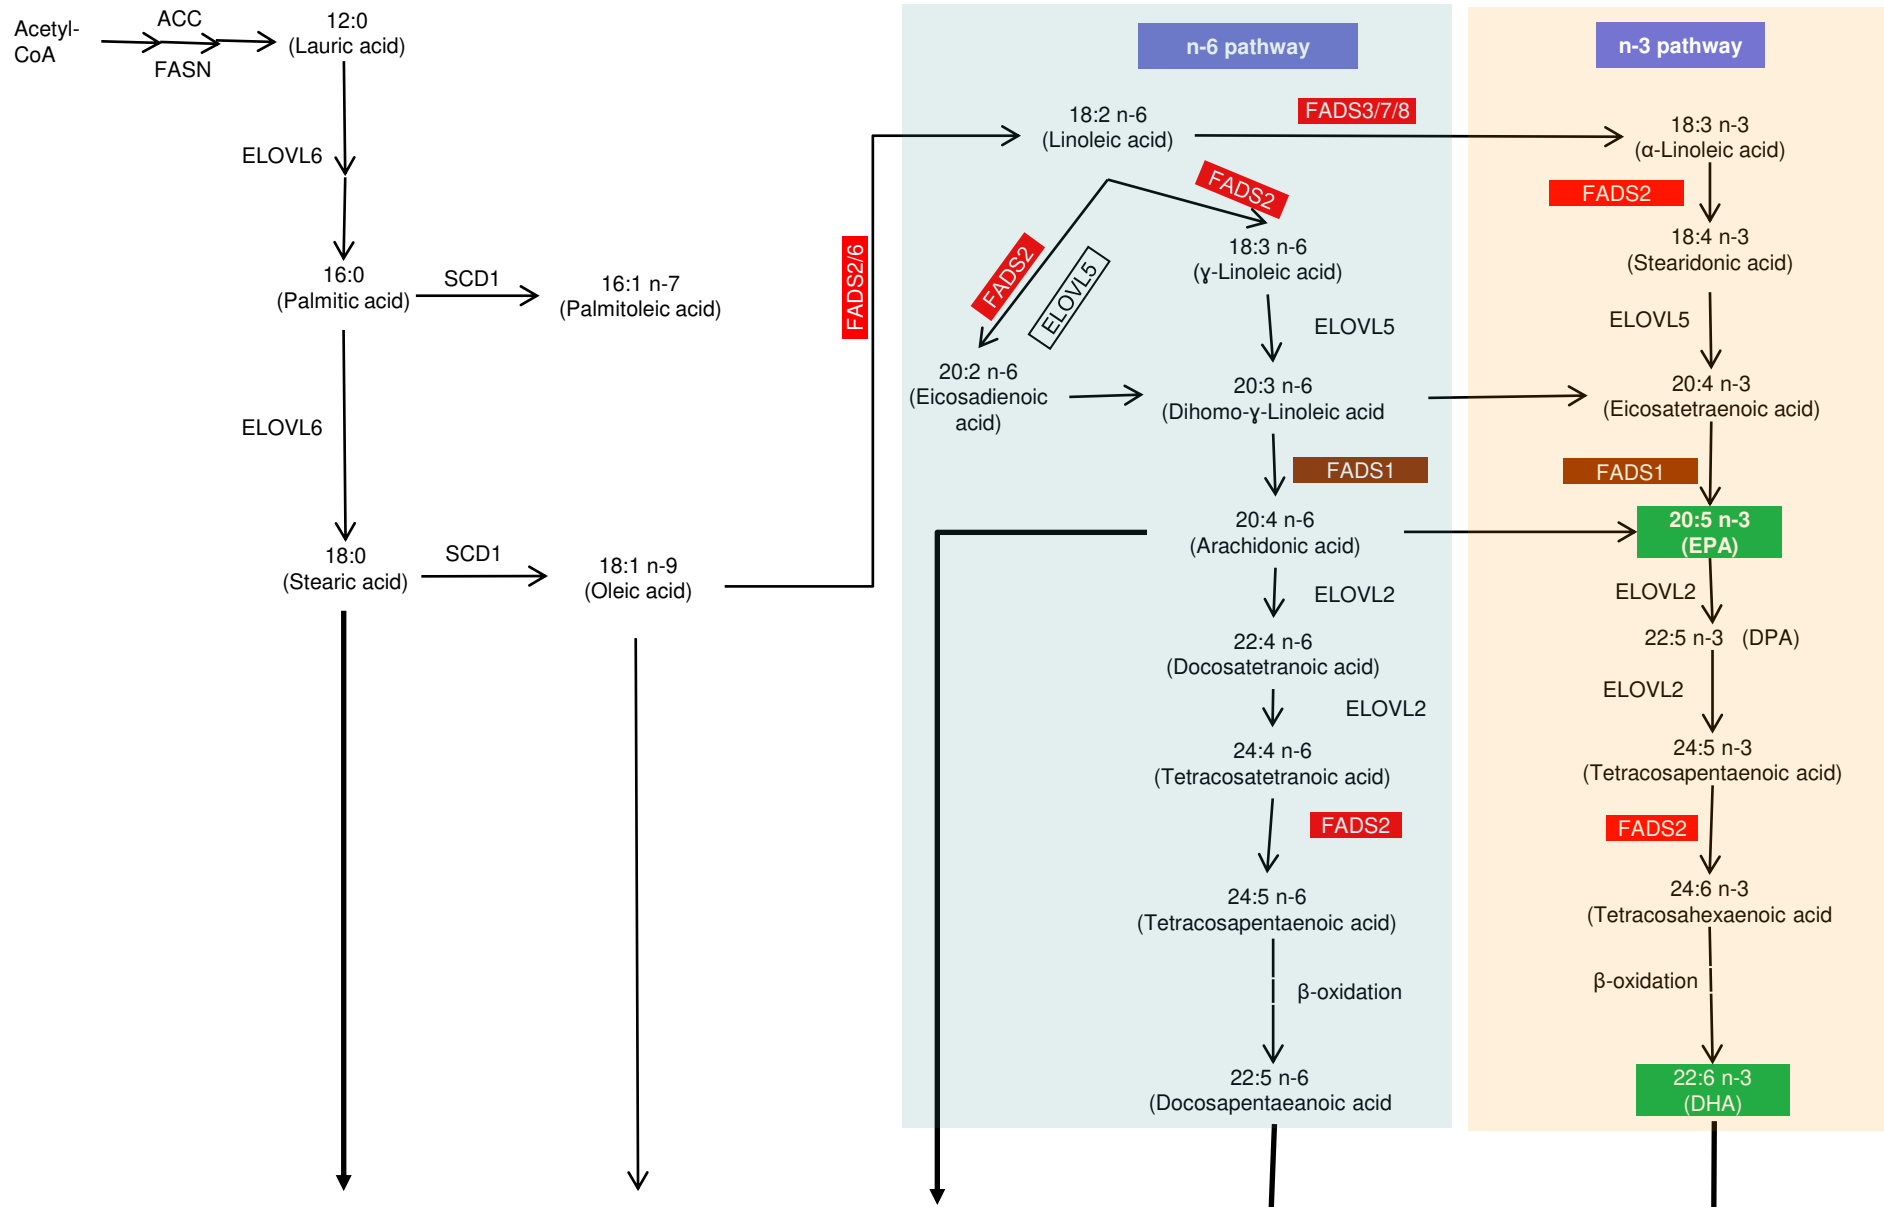 Acetyl-
CoA
ACC
FASN
12:0
(Lauric acid)
ELOVL6
16:0
(Palmitic acid)
SCD1
16:1 n-7
(Palmitoleic acid)
ELOVL6
18:0
(Stearic acid)
SCD1
18:1 n-9
(Oleic acid)
FADS2/6
n-6 pathway
18:2 n-6
(Linoleic acid)
FADS3/7/8
FADS2
FADS2
ELOVL5
18:3 n-6
(ɣ-Linoleic acid)
ELOVL5
20:2 n-6
(Eicosadienoic
acid)
20:3 n-6
(Dihomo-ɣ-Linoleic acid
FADS1
20:4 n-6
(Arachidonic acid)
ELOVL2
22:4 n-6
(Docosatetranoic acid)
ELOVL2
24:4 n-6
(Tetracosatetranoic acid)
FADS2
24:5 n-6
(Tetracosapentaenoic acid)
β-oxidation
22:5 n-6
(Docosapentaeanoic acid
n-3 pathway
18:3 n-3
(α-Linoleic acid)
FADS2
18:4 n-3
(Stearidonic acid)
ELOVL5
20:4 n-3
(Eicosatetraenoic acid)
FADS1
20:5 n-3
(EPA)
ELOVL2
22:5 n-3 (DPA)
ELOVL2
24:5 n-3
(Tetracosapentaenoic acid)
FADS2
24:6 n-3
(Tetracosahexaenoic acid
β-oxidation
22:6 n-3
(DHA)